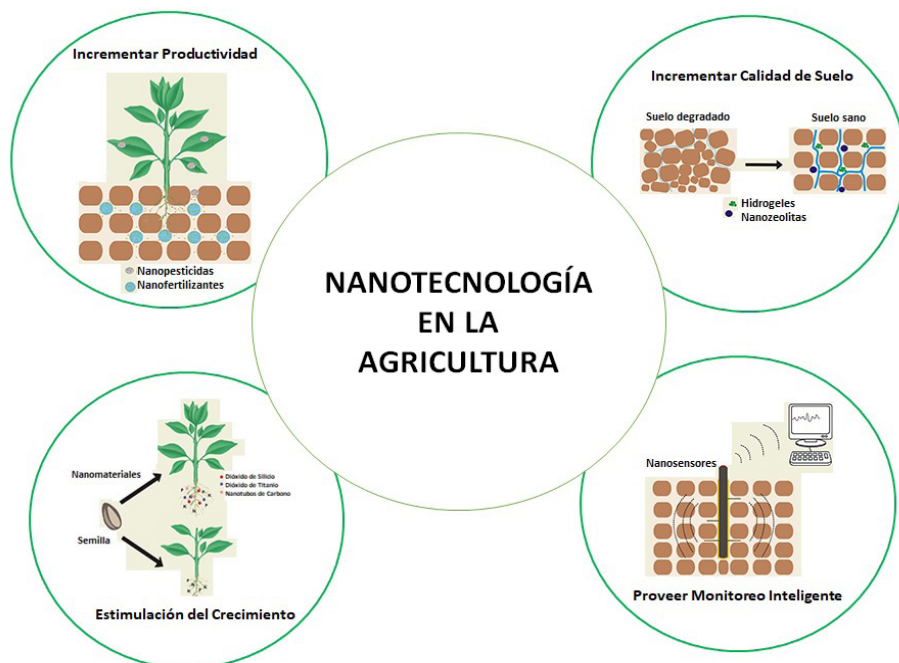 Incrementar Productividad
Nanopesticidas
Nanofertilizantes
Incrementar Calidad de Suelo
Suelo degradado
Suelo sano
Hidrogeles
Nanozeolitas
NANOTECNOLOGÍA
EN LA
AGRICULTURA
Nanomateriales
Dióxido de Silicio
Dióxido de Titanio
Nanotubos de Carbono
Semilla
Estimulación del Crecimiento
Nanosensores
Proveer Monitoreo Inteligente